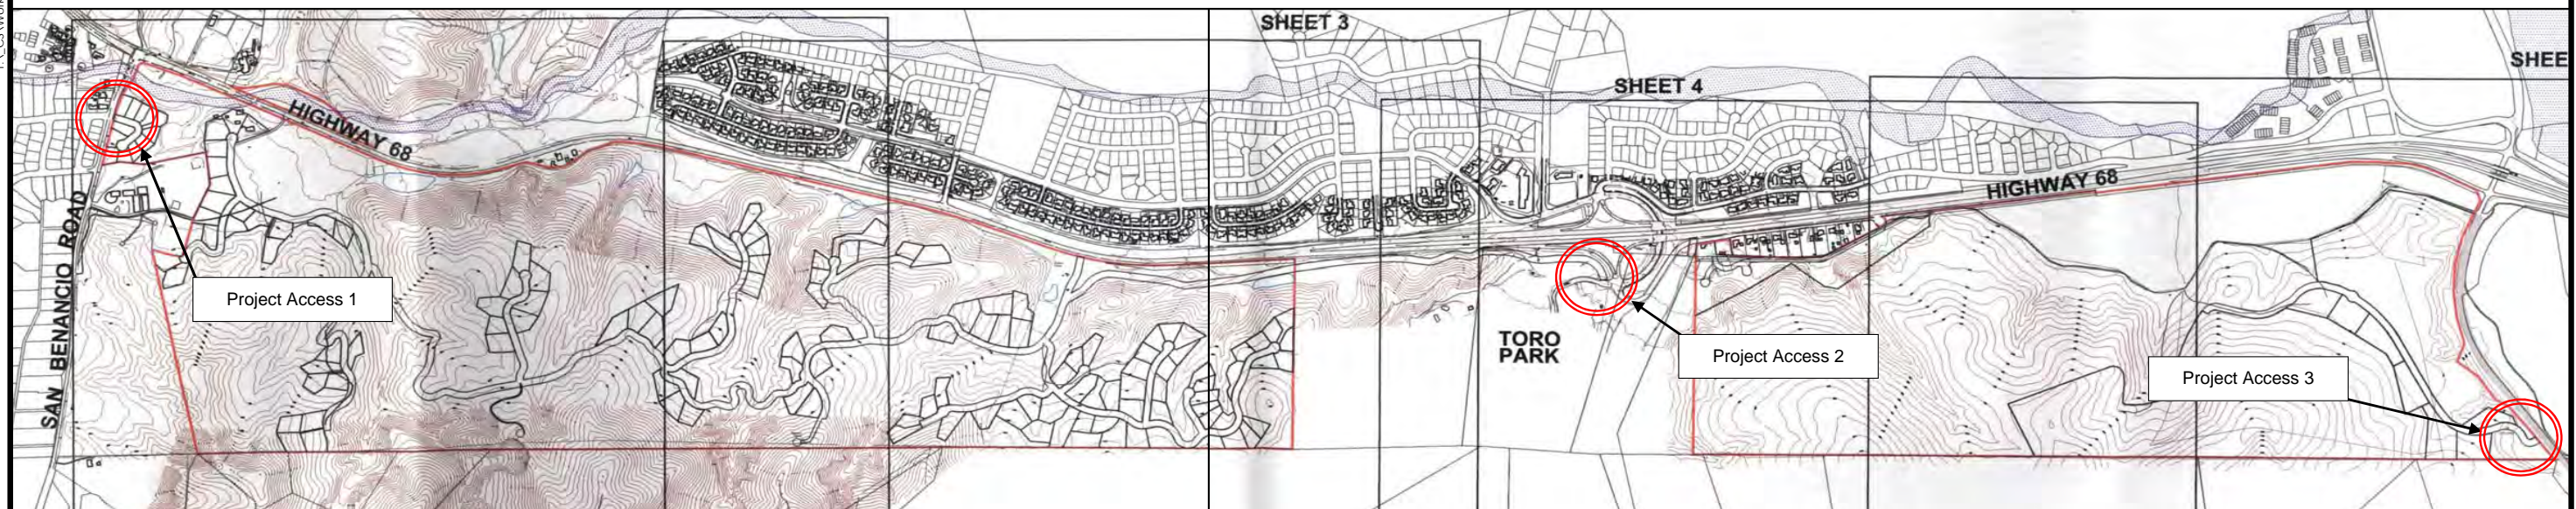 SHEET 3
SHEET 4
SHEE
HIGHWAY 68
HIGHWAY 68
SAN BENANCIO ROAD
Project Access 1
TORO
PARK
Project Access 2
Project Access 3